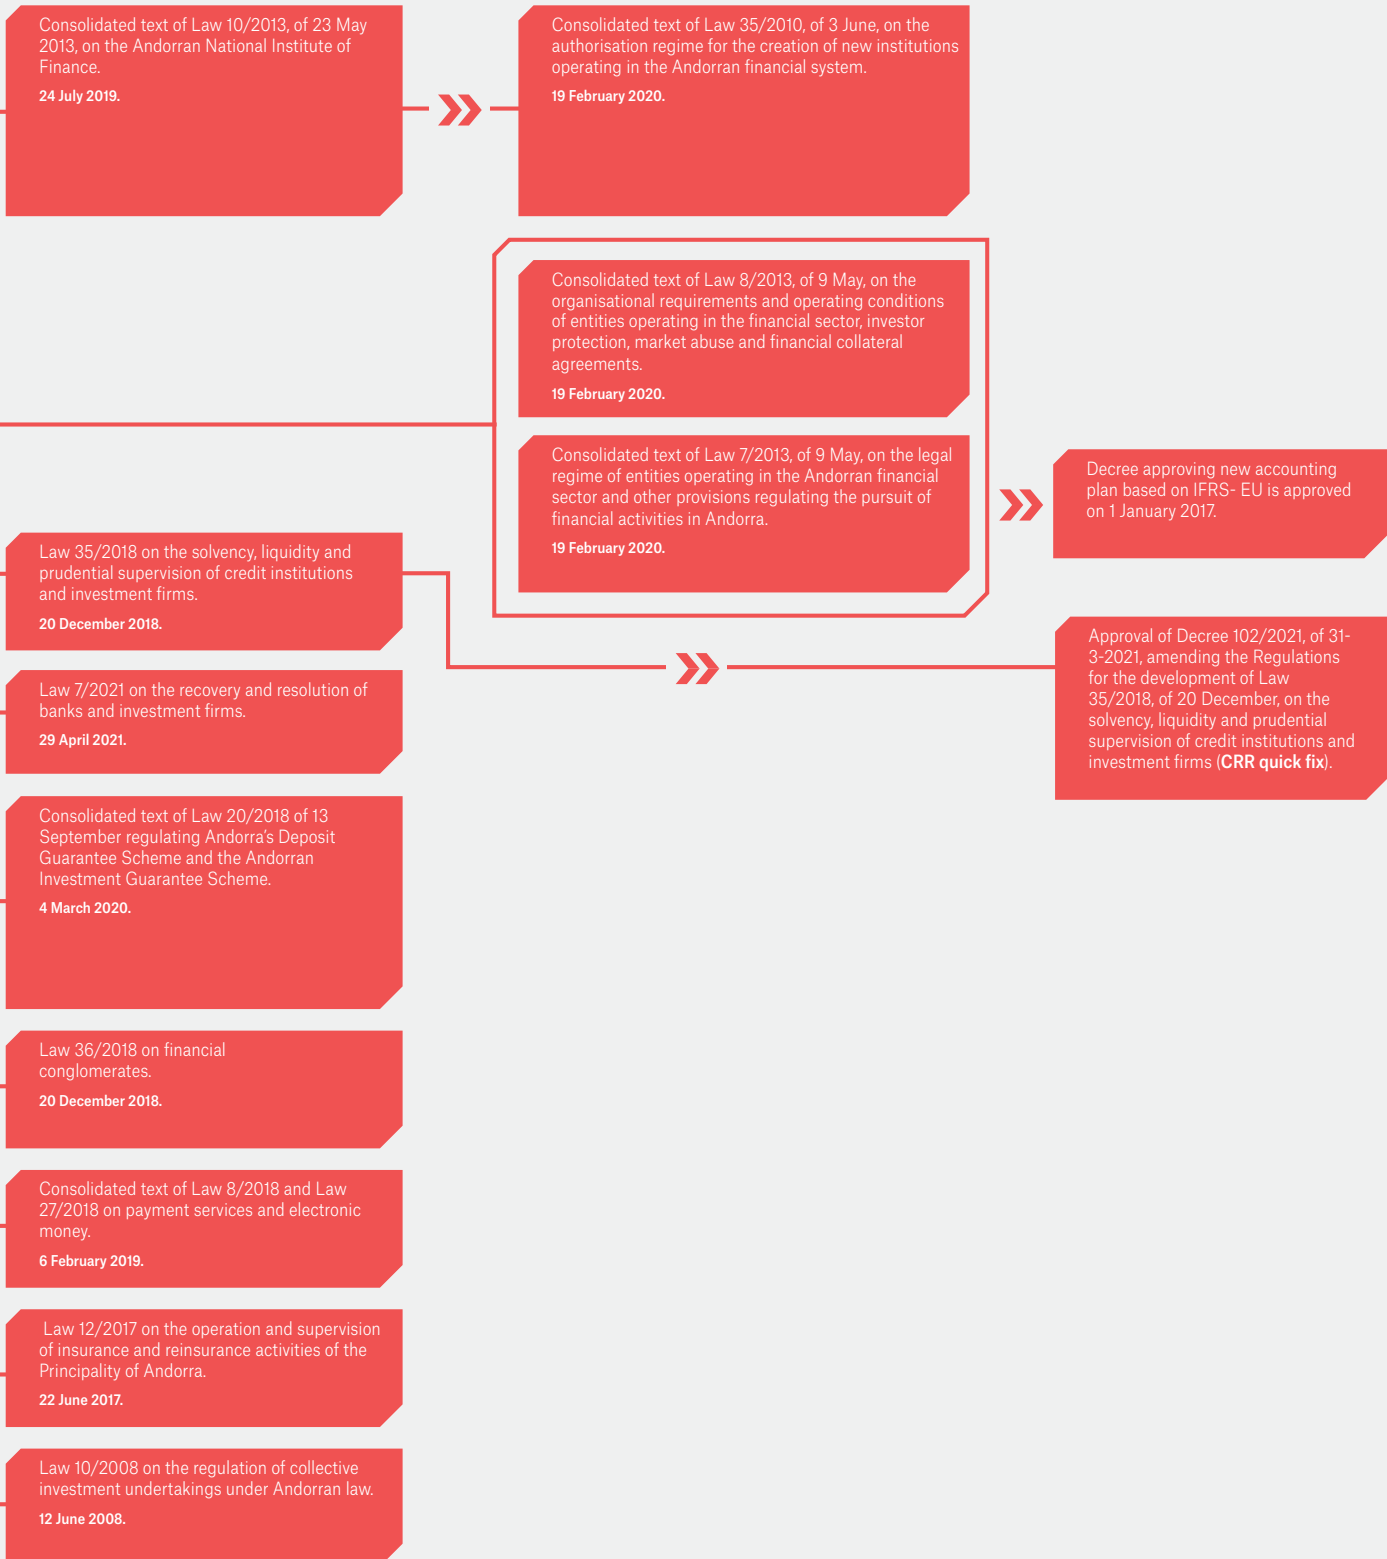 Consolidated text of Law 10/2013, of 23 May
2013, on the Andorran National Institute of
Finance.
24 July 2019.
Consolidated text of Law 35/2010, of 3 June, on the
authorisation regime for the creation of new institutions
operating in the Andorran financial system.
19 February 2020.
Consolidated text of Law 8/2013, of 9 May, on the
organisational requirements and operating conditions
of entities operating in the financial sector, investor
protection, market abuse and financial collateral
agreements.
19 February 2020.
Consolidated text of Law 7/2013, of 9 May, on the legal
regime of entities operating in the Andorran financial
sector and other provisions regulating the pursuit of
financial activities in Andorra.
19 February 2020.
Decree approving new accounting
plan based on IFRS- EU is approved
on 1 January 2017.
Law 35/2018 on the solvency, liquidity and
prudential supervision of credit institutions
and investment firms.
20 December 2018.
Approval of Decree 102/2021, of 31-
3-2021, amending the Regulations
for the development of Law
35/2018, of 20 December, on the
solvency, liquidity and prudential
supervision of credit institutions and
investment firms (CRR quick fix).
Law 7/2021 on the recovery and resolution of
banks and investment firms.
29 April 2021.
Consolidated text of Law 20/2018 of 13
September regulating Andorra's Deposit
Guarantee Scheme and the Andorran
Investment Guarantee Scheme.
4 March 2020.
Law 36/2018 on financial
conglomerates.
20 December 2018.
Consolidated text of Law 8/2018 and Law
27/2018 on payment services and electronic
money.
6 February 2019.
Law 12/2017 on the operation and supervision
of insurance and reinsurance activities of the
Principality of Andorra.
22 June 2017.
Law 10/2008 on the regulation of collective
investment undertakings under Andorran law.
12 June 2008.